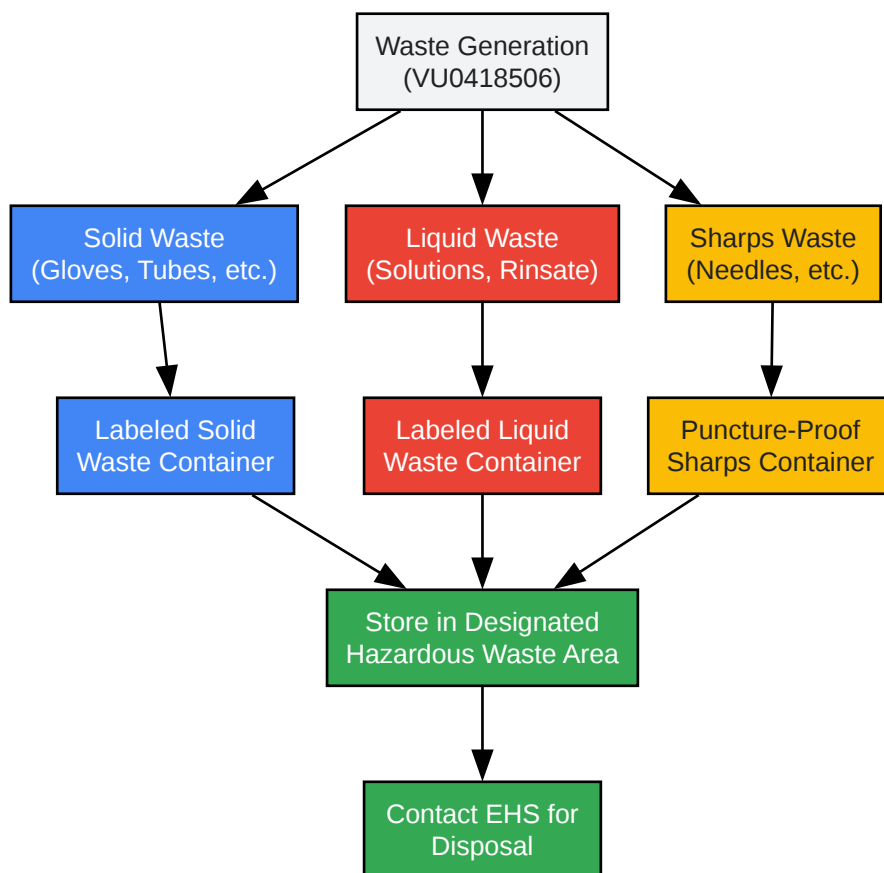 Waste Generation
(VU0418506)
Solid Waste
(Gloves, Tubes, etc.)
Liquid Waste
(Solutions, Rinsate)
Sharps Waste
(Needles, etc.)
Labeled Solid
Waste Container
Labeled Liquid
Waste Container
Puncture-Proof
Sharps Container
Store in Designated
Hazardous Waste Area
Contact EHS for
Disposal